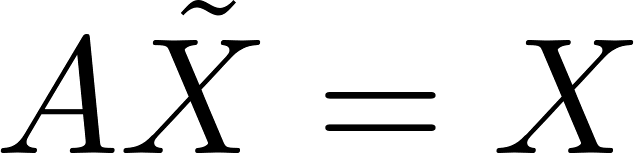 AX̃ = X